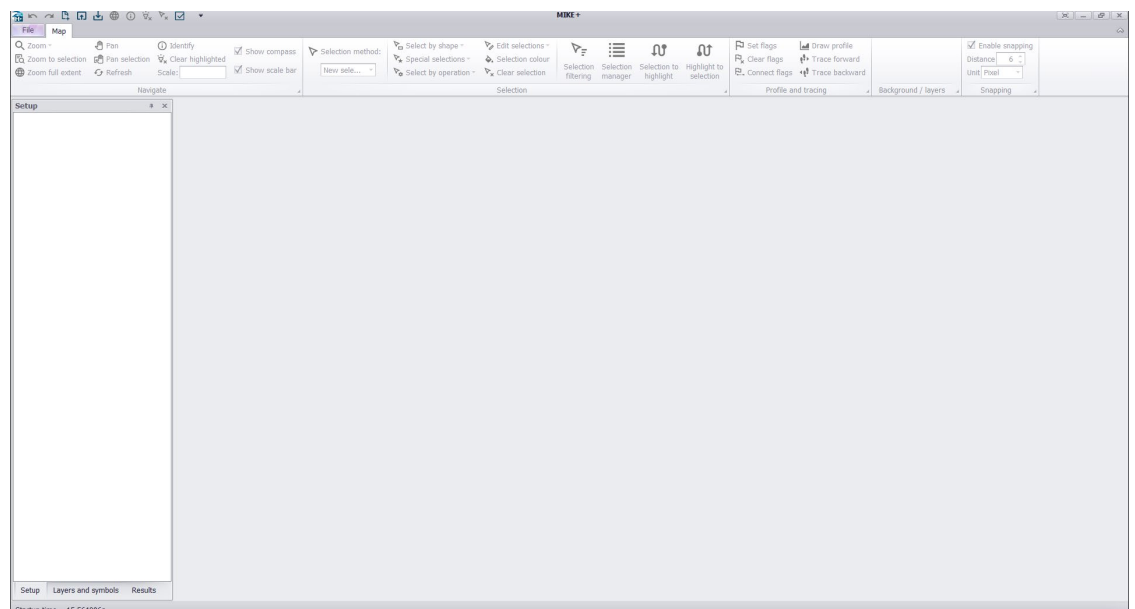 MIKE+
File Map
Zoom Pan Identify
Zoom to selection Pan selection Clear highlighted
Zoom full extent Refresh Scale:
Show compass
Show scale bar
Navigate
Selection method:
New sele...
Select by shape Edit selections
Special selections Selection colour
Select by operation Clear selection
Selection filtering
Selection manager
Selection to highlight
Highlight to selection
Selection
Set flags Draw profile
Clear flags Trace forward
Connect flags Trace backward
Profile and tracing
Background / layers
Enable snapping
Distance 6
Unit Pixel
Snapping
Setup
Setup Layers and symbols Results